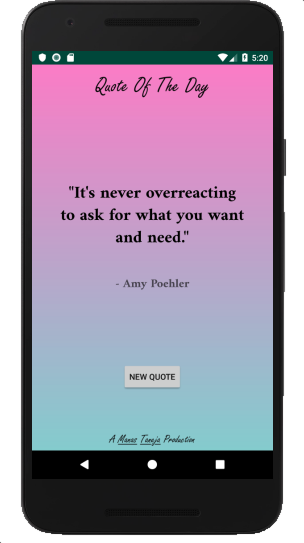 5:20
Quote Of The Day
"It's never overreacting
to ask for what you want
and need."
- Amy Poehler
NEW QUOTE
A Manas Taneja Production